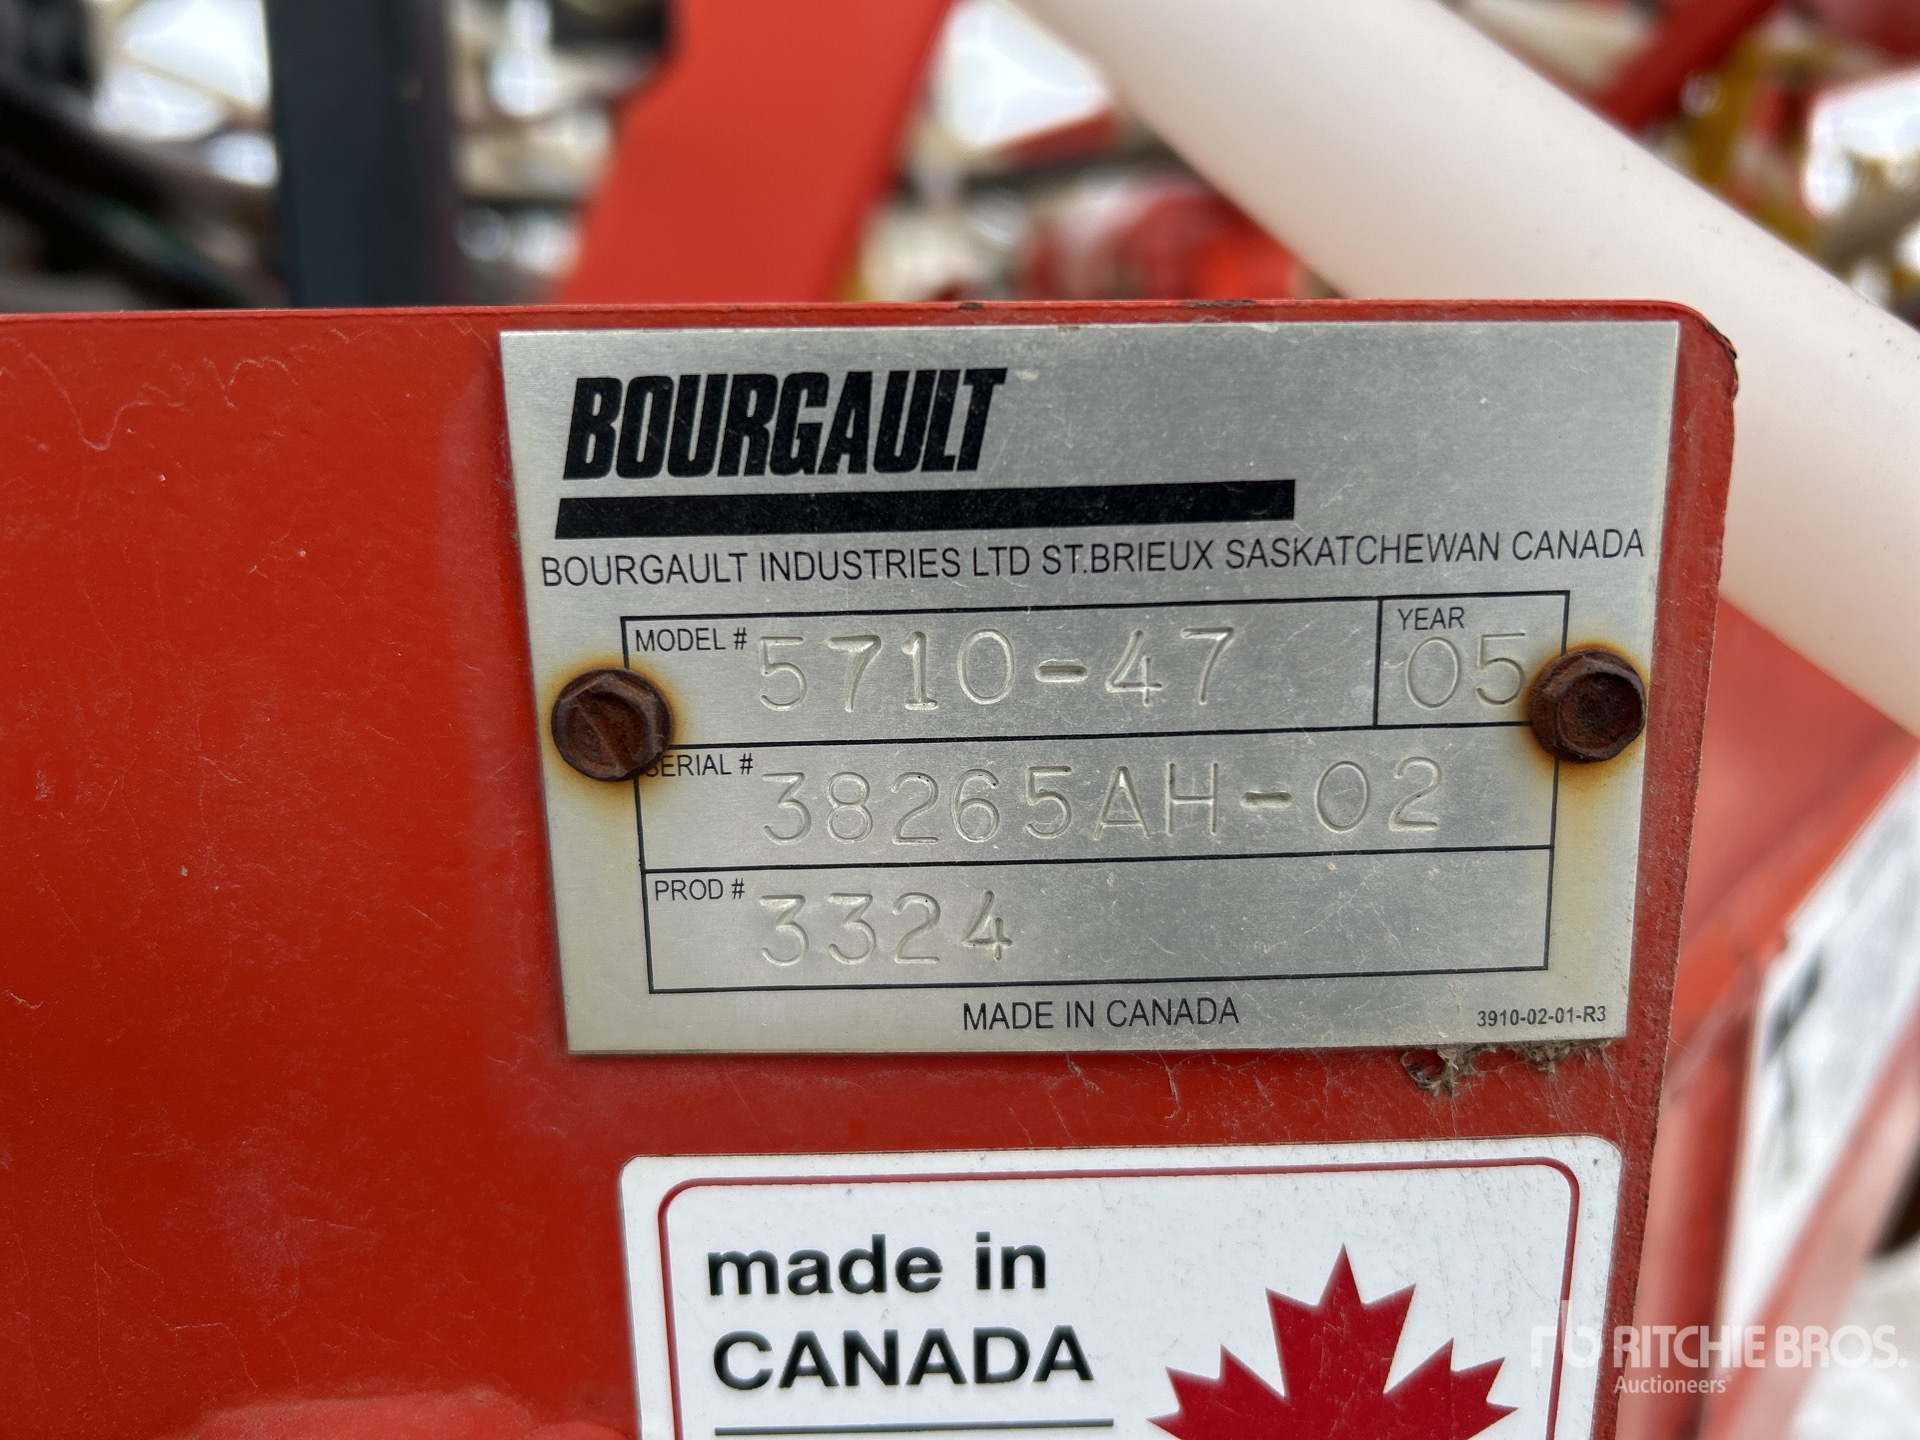 BOURGAULT
BOURGAULT INDUSTRIES LTD ST.BRIEUX SASKATCHEWAN CANADA
MODEL # 5710-47 YEAR 05
SERIAL # 38265AH-02
PROD # 3324
MADE IN CANADA 3910-02-01-R3
made in
CANADA
rb RITCHIE BROS.
Auctioneers